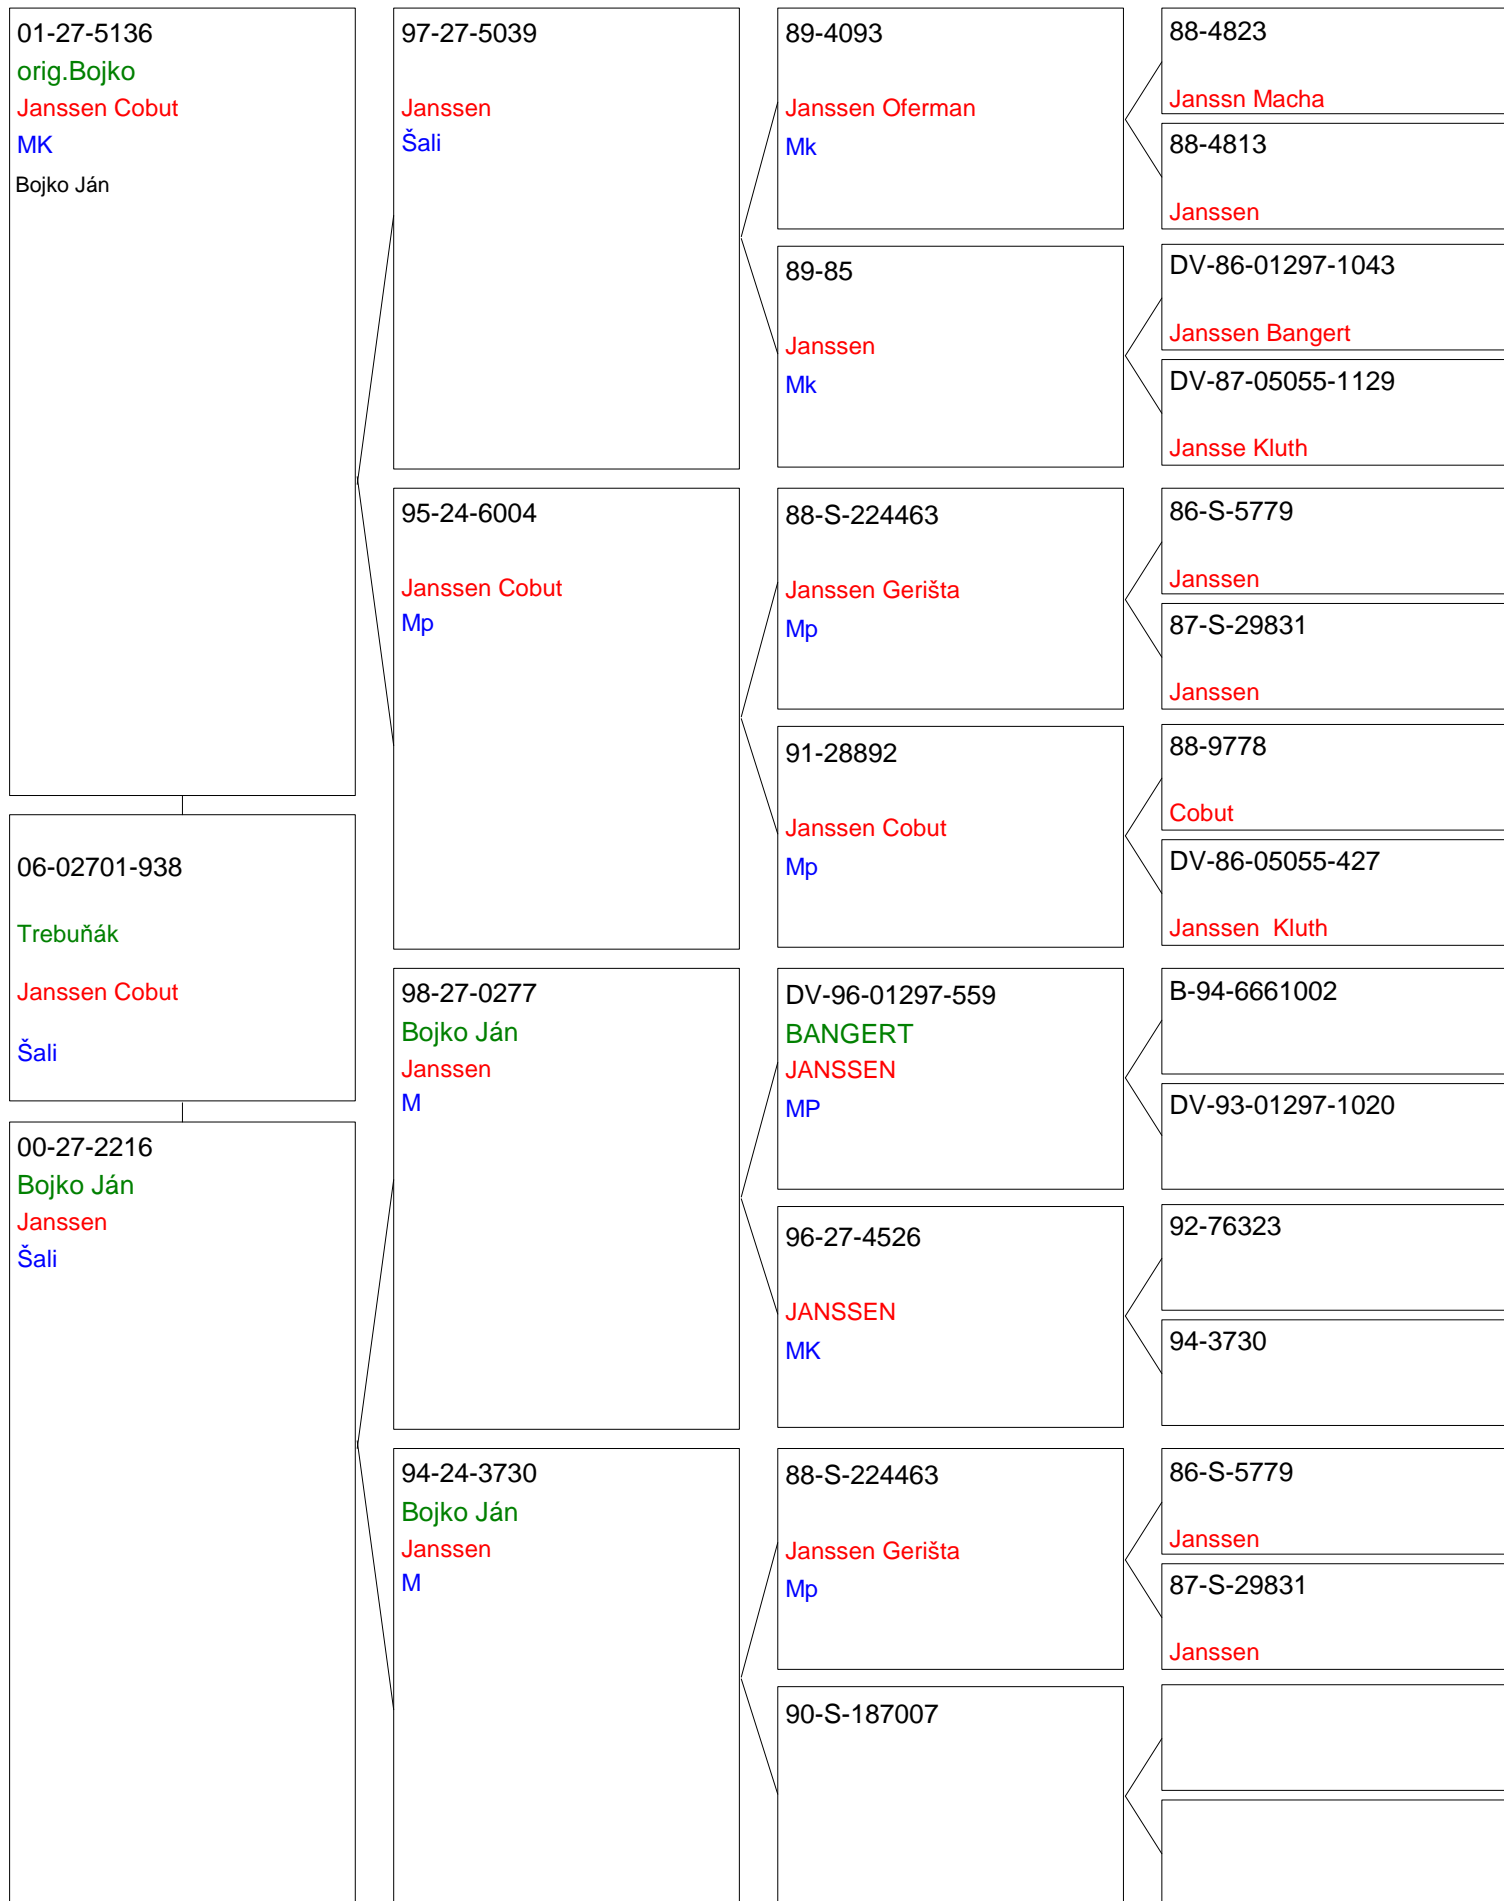 01-27-5136
orig.Bojko
Janssen Cobut
MK
Bojko Ján
06-02701-938
Trebuňák
Janssen Cobut
Šali
00-27-2216
Bojko Ján
Janssen
Šali
97-27-5039
Janssen
Šali
95-24-6004
Janssen Cobut
Mp
98-27-0277
Bojko Ján
Janssen
M
94-24-3730
Bojko Ján
Janssen
M
89-4093
Janssen Oferman
Mk
89-85
Janssen
Mk
88-S-224463
Janssen Gerišta
Mp
91-28892
Janssen Cobut
Mp
DV-96-01297-559
BANGERT
JANSSEN
MP
96-27-4526
JANSSEN
MK
88-S-224463
Janssen Gerišta
Mp
90-S-187007
88-4823
Janssn Macha
88-4813
Janssen
DV-86-01297-1043
Janssen Bangert
DV-87-05055-1129
Jansse Kluth
86-S-5779
Janssen
87-S-29831
Janssen
88-9778
Cobut
DV-86-05055-427
Janssen  Kluth
B-94-6661002
DV-93-01297-1020
92-76323
94-3730
86-S-5779
Janssen
87-S-29831
Janssen